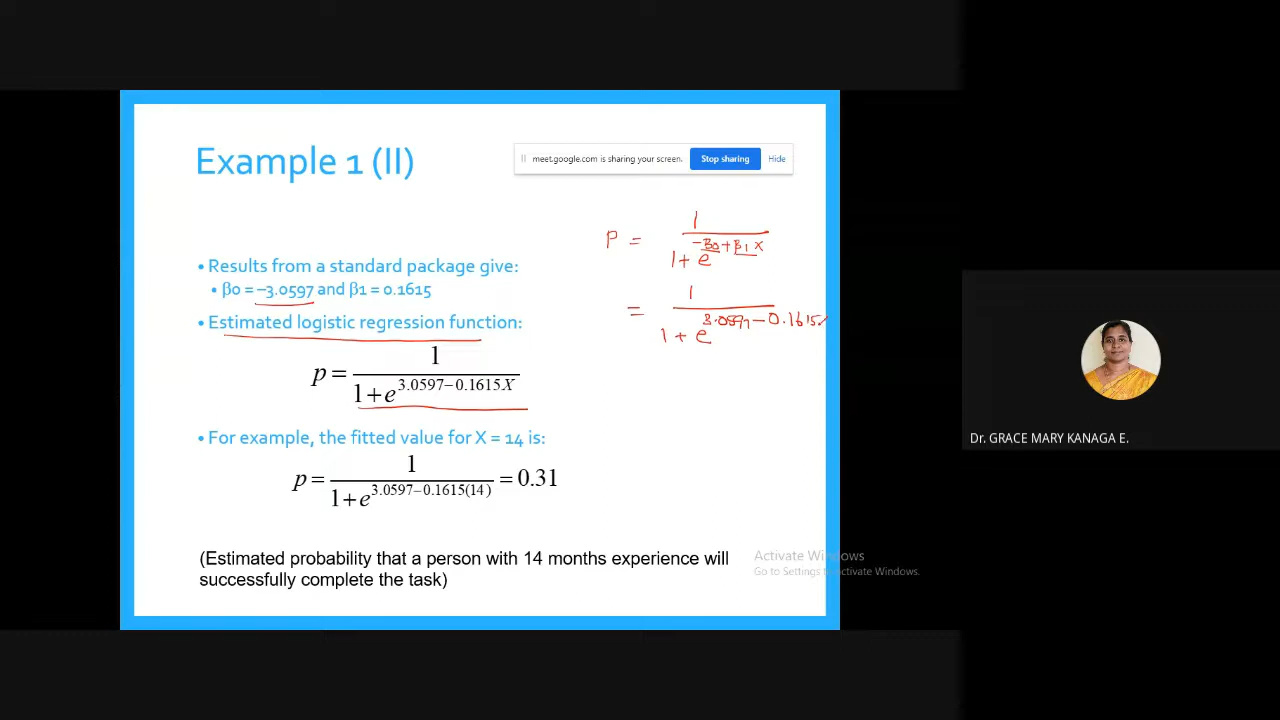 Example 1 (II)
meet.google.com is sharing your screen.
Stop sharing
Hide
P = 1 / 1 + e^-β0 + β1 X
= 1 / 1 + e^3.0597 - 0.1615
• Results from a standard package give:
• β0 = –3.0597 and β1 = 0.1615
• Estimated logistic regression function:
p = 1 / 1 + e^3.0597−0.1615X
• For example, the fitted value for X = 14 is:
p = 1 / 1 + e^3.0597−0.1615(14) = 0.31
(Estimated probability that a person with 14 months experience will
successfully complete the task)
Activate Windows
Go to Settings to activate Windows.
Dr. GRACE MARY KANAGA E.